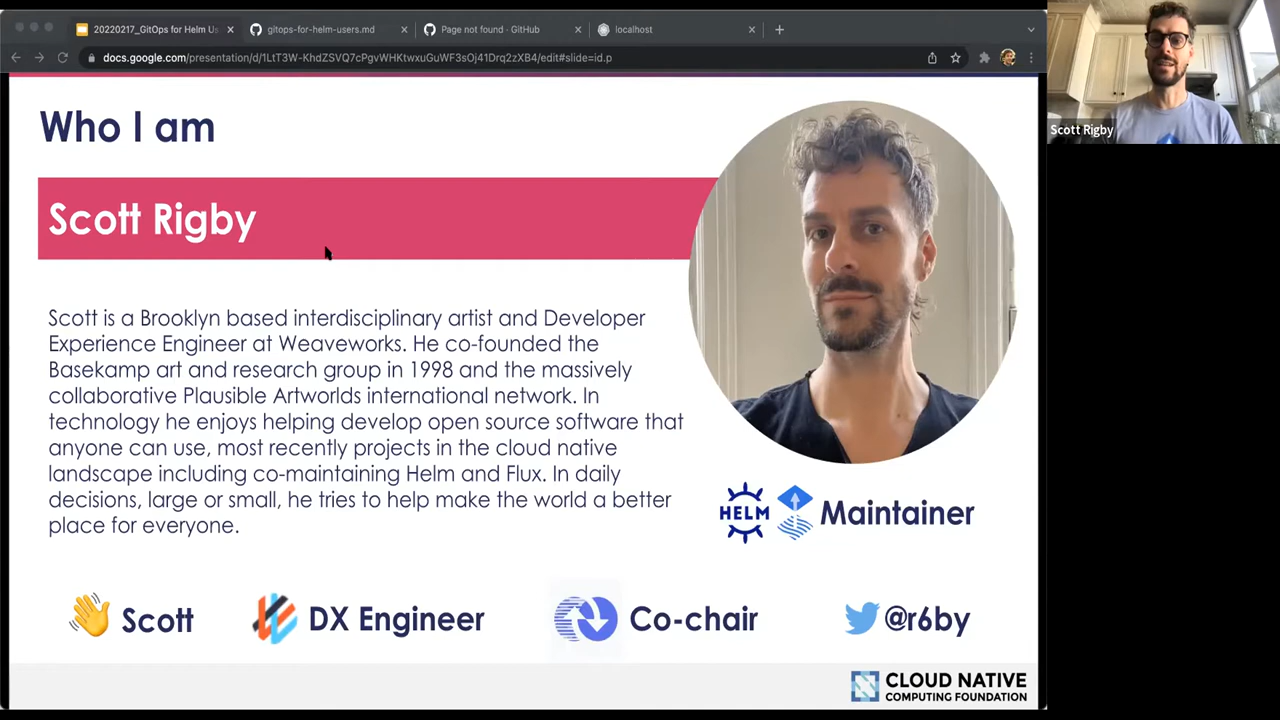 20220217_GitOps for Helm Us
gitops-for-helm-users.md
Page not found · GitHub
localhost
docs.google.com/presentation/d/1LtT3W-KhdZSVQ7cPgvWHKtwxuGuWF3sOj41Drq2zXB4/edit#slide=id.p
Scott Rigby
Who I am
Scott Rigby
Scott is a Brooklyn based interdisciplinary artist and Developer
Experience Engineer at Weaveworks. He co-founded the
Basekamp art and research group in 1998 and the massively
collaborative Plausible Artworlds international network. In
technology he enjoys helping develop open source software that
anyone can use, most recently projects in the cloud native
landscape including co-maintaining Helm and Flux. In daily
decisions, large or small, he tries to help make the world a better
place for everyone.
HELM Maintainer
Scott DX Engineer Co-chair @r6by
CLOUD NATIVE
COMPUTING FOUNDATION